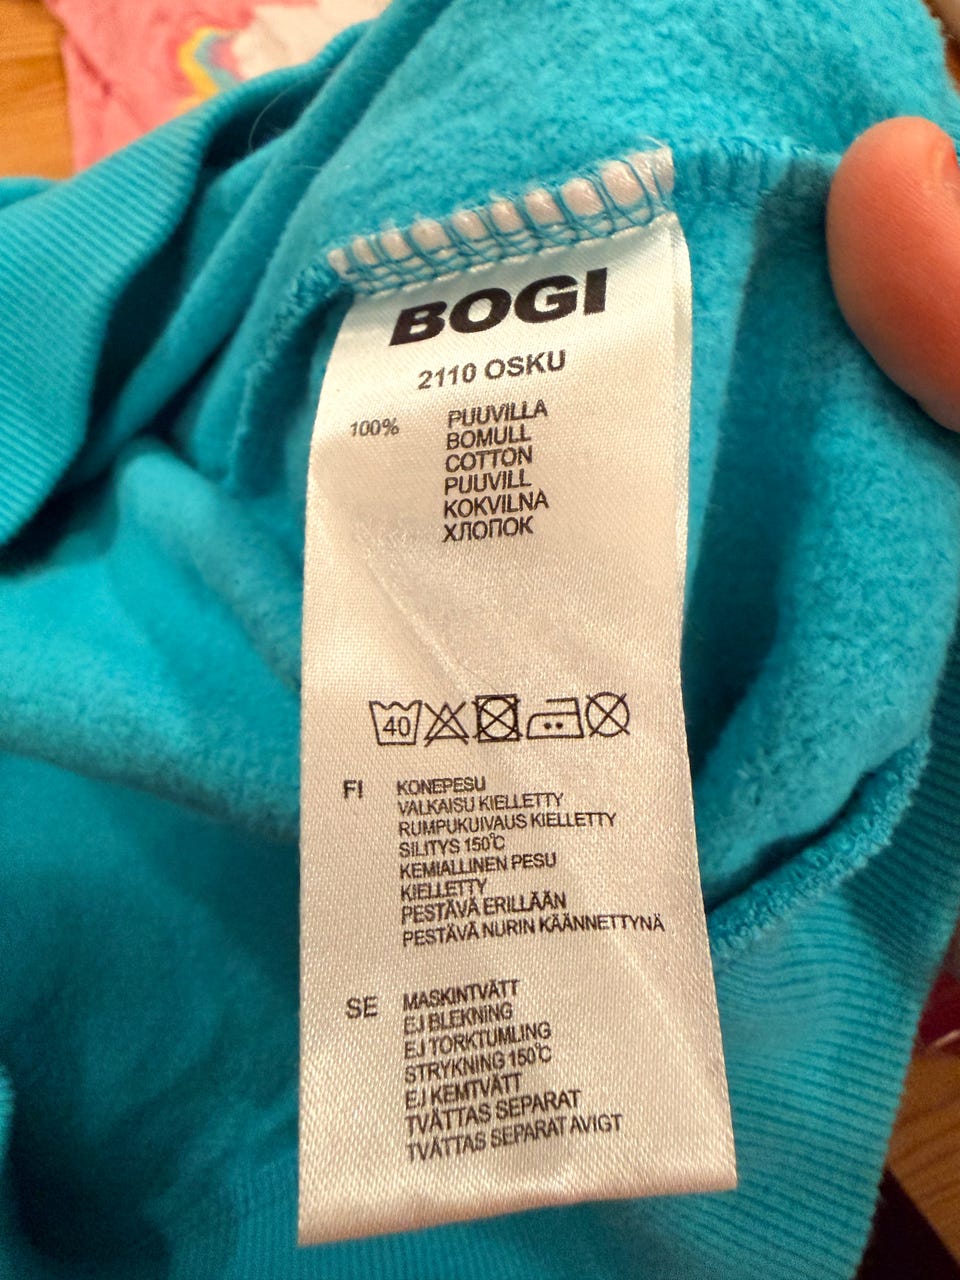 BOGI
2110 OSKU
100% PUUVILLA
BOMULL
COTTON
PUUVILL
KOKVILNA
ХЛОПОК
40
FI KONEPESU
VALKAISU KIELLETTY
RUMPUKUIVAUS KIELLETTY
SILITYS 150℃
KEMIALLINEN PESU
KIELLETTY
PESTÄVÄ ERILLÄÄN
PESTÄVÄ NURIN KÄÄNNETTYNÄ
SE MASKINTVÄTT
EJ BLEKNING
EJ TORKTUMLING
STRYKNING 150℃
EJ KEMTVÄTT
TVÄTTAS SEPARAT
TVÄTTAS SEPARAT AVIGT